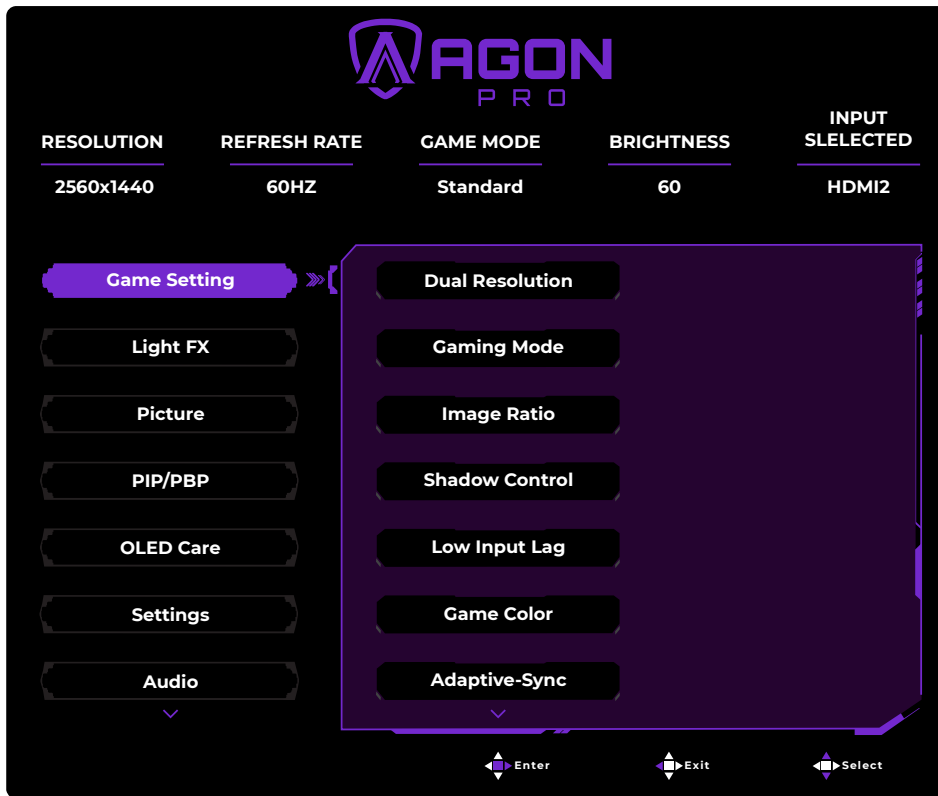 AGON
PRO
RESOLUTION
REFRESH RATE
GAME MODE
BRIGHTNESS
INPUT
SLELECTED
2560x1440
60HZ
Standard
60
HDMI2
Game Setting
Light FX
Picture
PIP/PBP
OLED Care
Settings
Audio
Dual Resolution
Gaming Mode
Image Ratio
Shadow Control
Low Input Lag
Game Color
Adaptive-Sync
Enter
Exit
Select